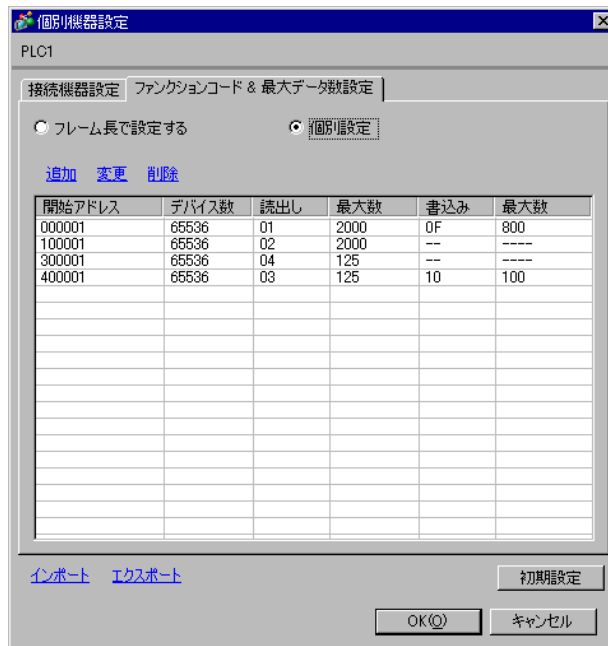 個別機器設定
PLC1
接続機器設定 ファンクションコード & 最大データ数設定
フレーム長で設定する 個別設定
追加 変更 削除
開始アドレス デバイス数 読出し 最大数 書込み 最大数
000001 65536 01 2000 0F 800
100001 65536 02 2000 -- ----
300001 65536 04 125 -- ----
400001 65536 03 125 10 100
インポート エクスポート 初期設定
OK(O) キャンセル